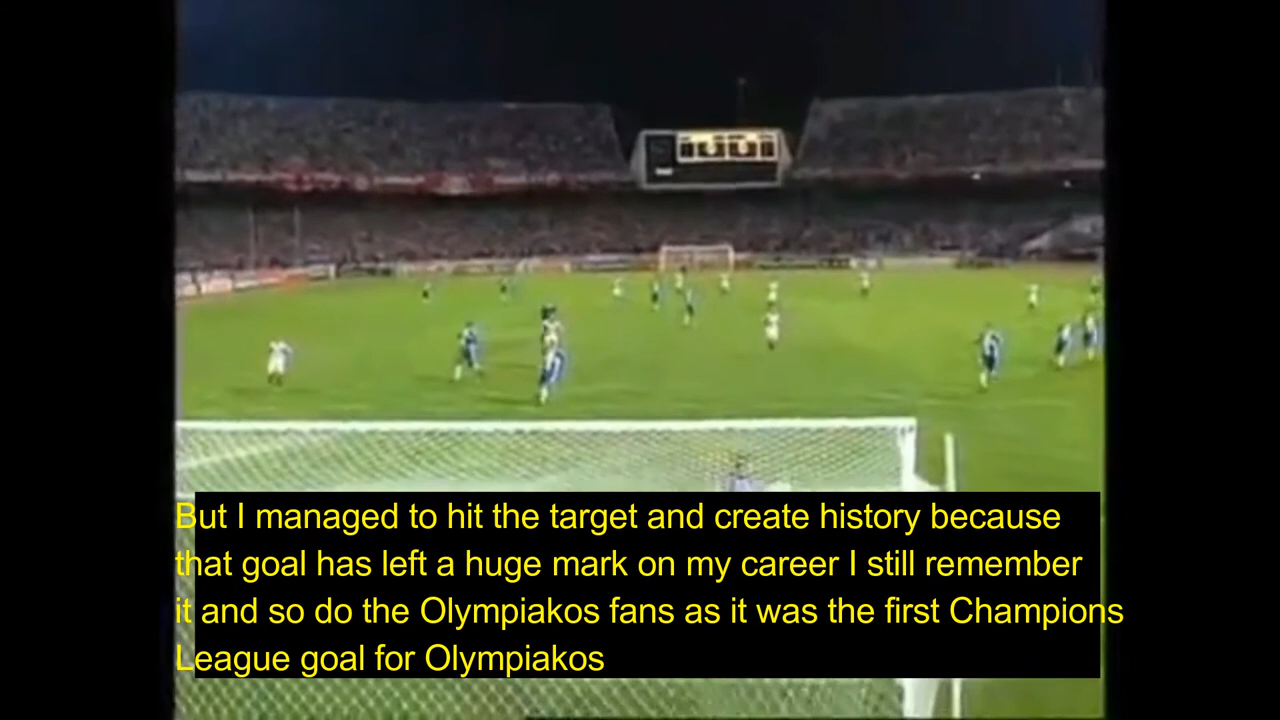 But I managed to hit the target and create history because
that goal has left a huge mark on my career I still remember
it and so do the Olympiakos fans as it was the first Champions
League goal for Olympiakos